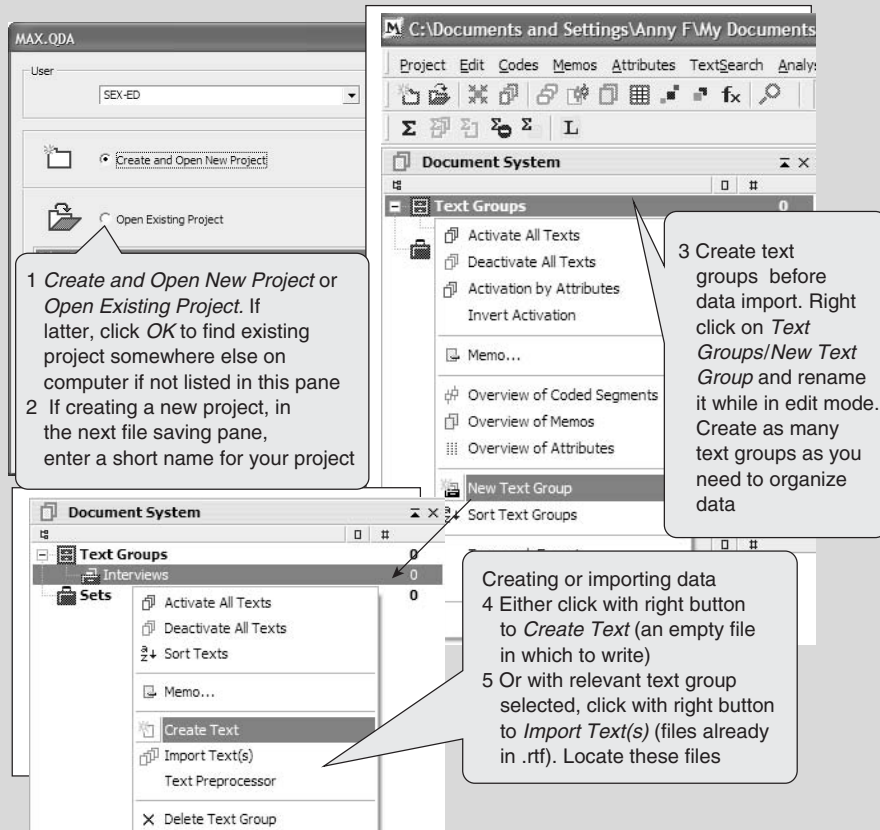 MAX.QDA
User
SEX-ED
Create and Open New Project
Open Existing Project
1 Create and Open New Project or
Open Existing Project. If
latter, click OK to find existing
project somewhere else on
computer if not listed in this pane
2 If creating a new project, in
the next file saving pane,
enter a short name for your project
M C:\Documents and Settings\Anny F\My Documents
Project Edit Codes Memos Attributes TextSearch
fx
Σ Σ Σ L
Document System
#
Text Groups 0
Activate All Texts
Deactivate All Texts
Activation by Attributes
Invert Activation
Memo...
Overview of Coded Segments
Overview of Memos
Overview of Attributes
New Text Group
Sort Text Groups
#
3 Create text
groups before
data import. Right
click on Text
Groups/New Text
Group and rename
it while in edit mode.
Create as many
text groups as you
need to organize
data
Document System
#
Text Groups 0
Interviews 0
Sets 0
Activate All Texts
Deactivate All Texts
Sort Texts
Memo...
Create Text
Import Text(s)
Text Preprocessor
Delete Text Group
Creating or importing data
4 Either click with right button
to Create Text (an empty file
in which to write)
5 Or with relevant text group
selected, click with right button
to Import Text(s) (files already
in .rtf). Locate these files